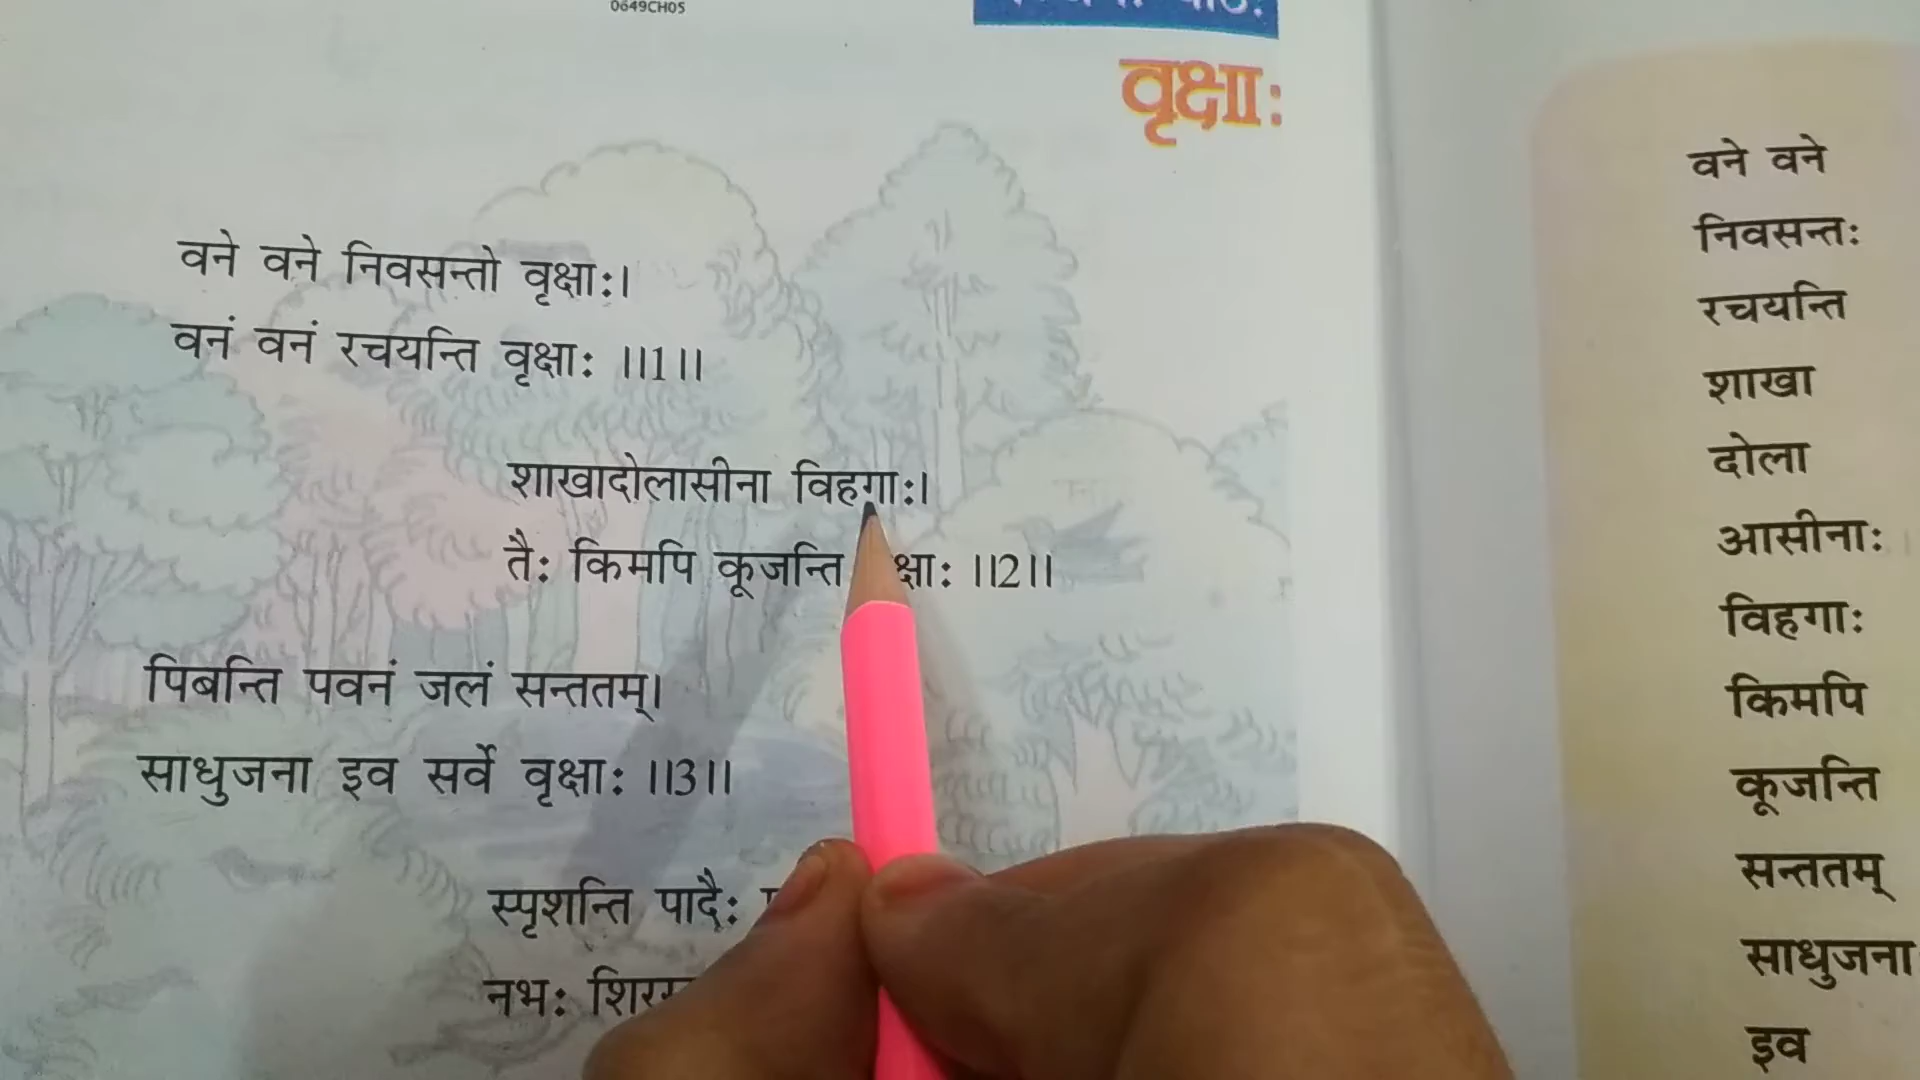 0649CH05
वृक्षाः
वने वने निवसन्तो वृक्षाः।
वनं वनं रचयन्ति वृक्षाः ।।1।।
शाखादोलासीना विहगाः।
तैः किमपि कूजन्ति ।।2।।
पिबन्ति पवनं जलं सन्ततम्।
साधुजना इव सर्वे वृक्षाः ।।3।।
स्पृशन्ति पादैः
नभः
वने वने
निवसन्तः
रचयन्ति
शाखा
दोला
आसीनाः
विहगाः
किमपि
कूजन्ति
सन्ततम्
साधुजना
इव